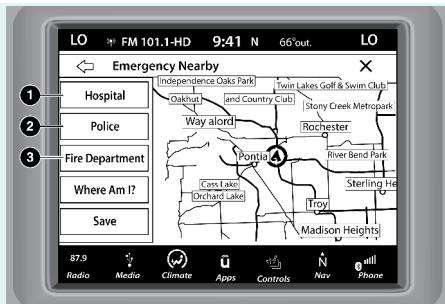 LO FM 101.1-HD 9:41 N 66°out. LO
Emergency Nearby X
1 Hospital
2 Police
3 Fire Department
Where Am I?
Save
Independence Oaks Park
Twin Lakes Golf & Swim Club
Oakhut
and Country Club
Stony Creek Metropark
Way alord
Rochester
Pontia
River Bend Park
Cass Lake
Orchard Lake
Sterling He
Troy
Madison Heights
87.9
Radio
Media
Climate
Apps
Controls
N
Nav
Phone